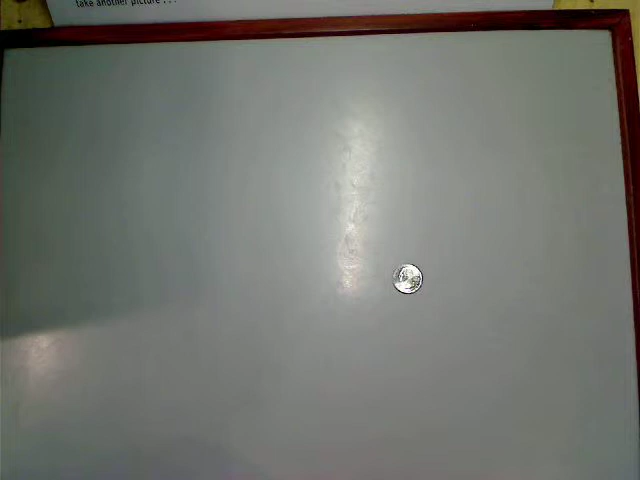 take another picture . . .